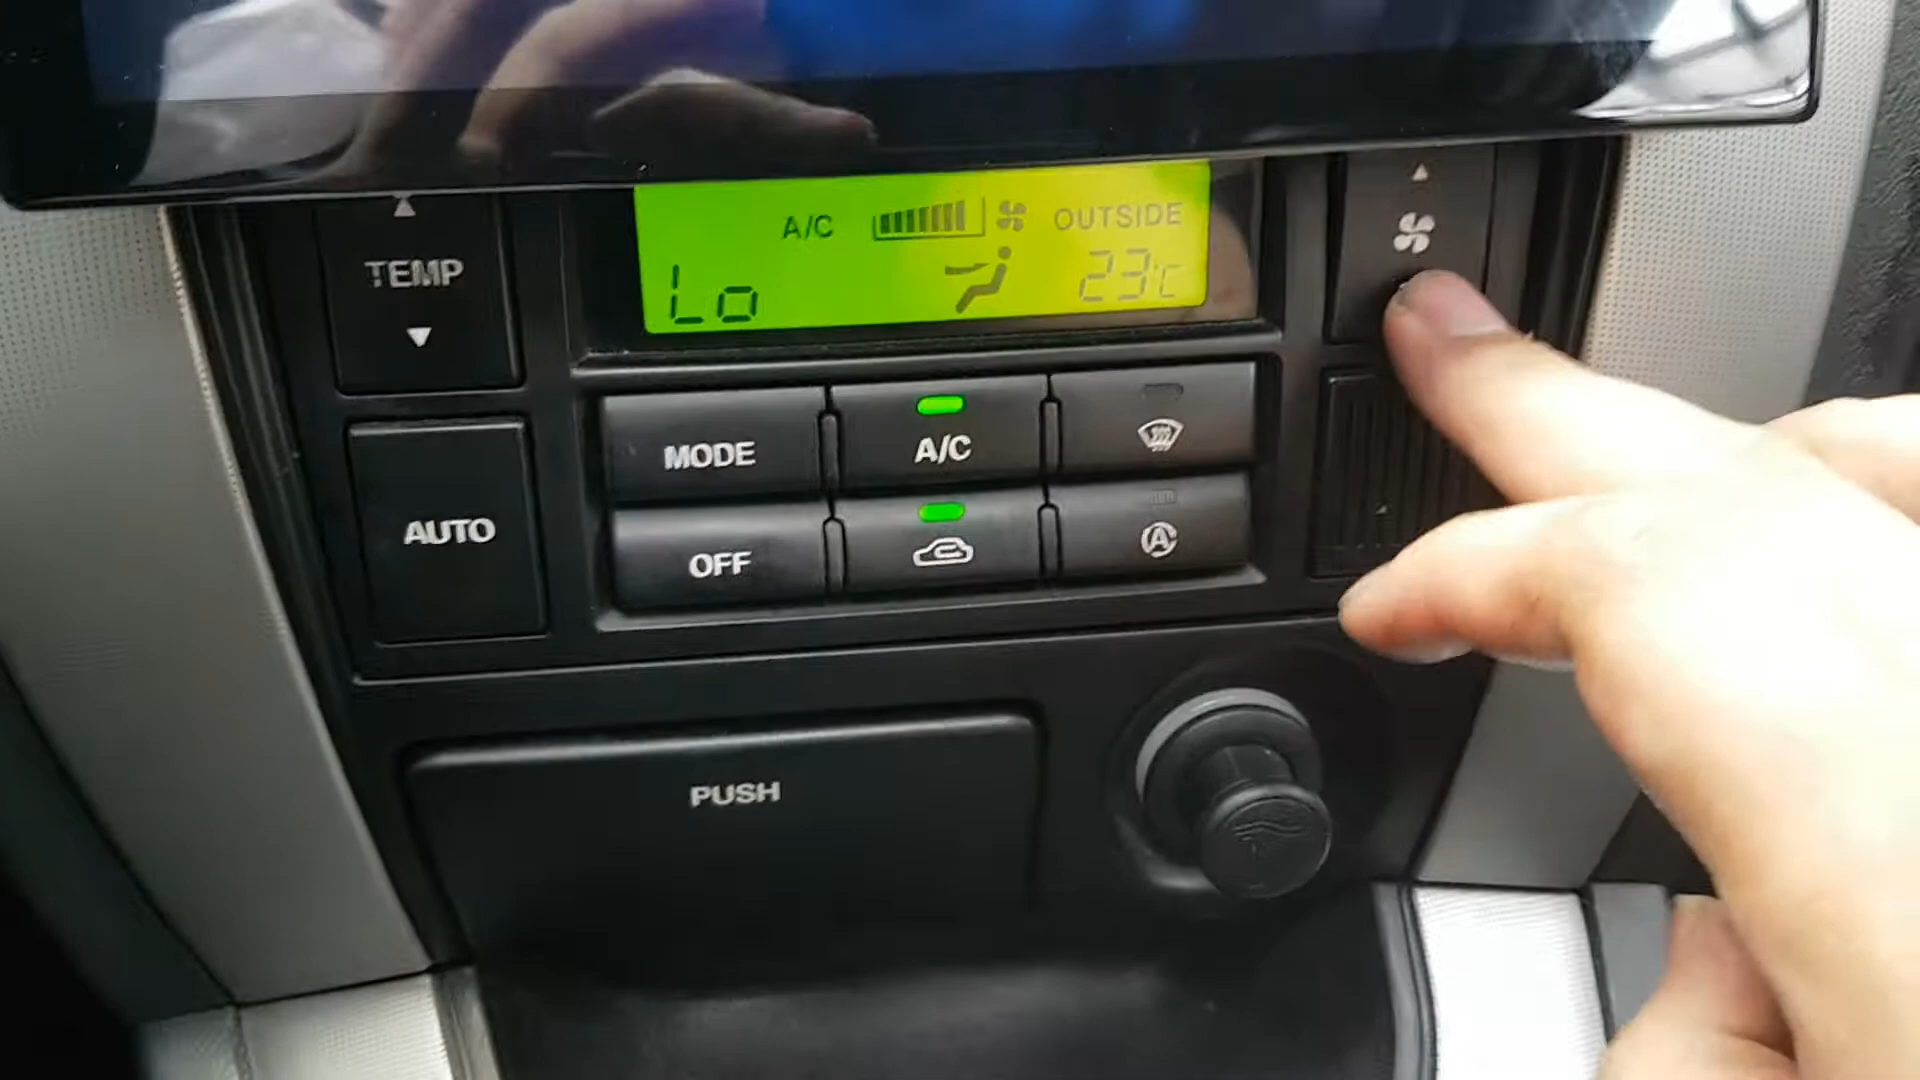 A/C OUTSIDE
Lo 23°C
TEMP
MODE
A/C
AUTO
OFF
A
PUSH